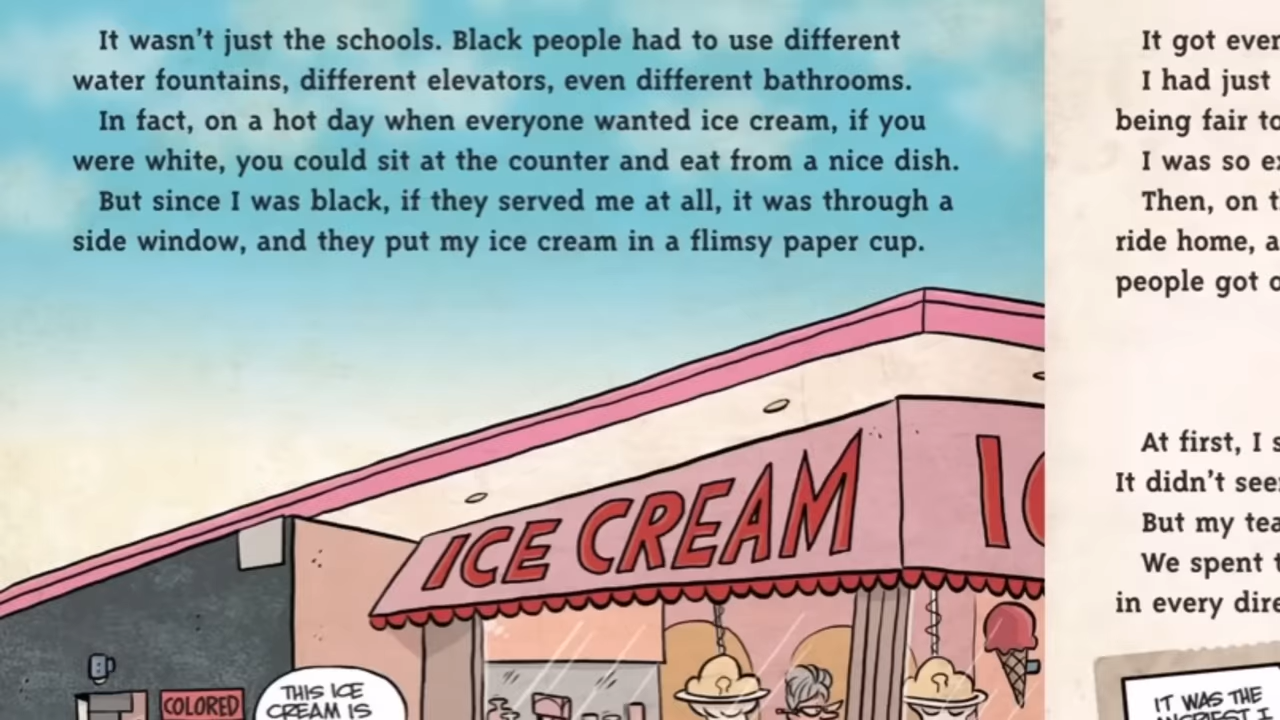 It wasn't just the schools. Black people had to use different
water fountains, different elevators, even different bathrooms.
In fact, on a hot day when everyone wanted ice cream, if you
were white, you could sit at the counter and eat from a nice dish.
But since I was black, if they served me at all, it was through a
side window, and they put my ice cream in a flimsy paper cup.
ICE CREAM
COLORED
THIS ICE
CREAM IS
It got
I had just
being fair
I was so
Then, on
ride home,
people got
At first, I
It didn't
But my
We spent
in every
IT WAS THE